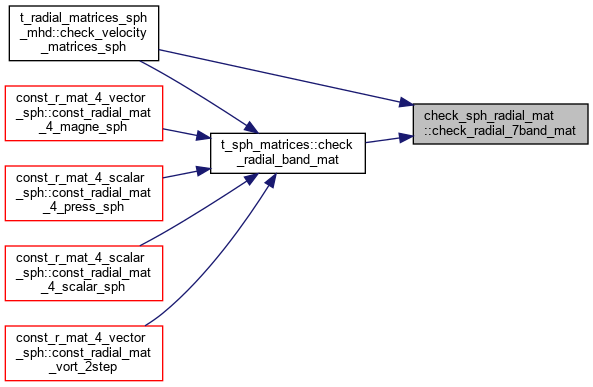 t_radial_matrices_sph
_mhd::check_velocity
_matrices_sph
const_r_mat_4_vector
_sph::const_radial_mat
_4_magne_sph
const_r_mat_4_scalar
_sph::const_radial_mat
_4_press_sph
const_r_mat_4_scalar
_sph::const_radial_mat
_4_scalar_sph
const_r_mat_4_vector
_sph::const_radial_mat
_vort_2step
t_sph_matrices::check
_radial_band_mat
check_sph_radial_mat
::check_radial_7band_mat